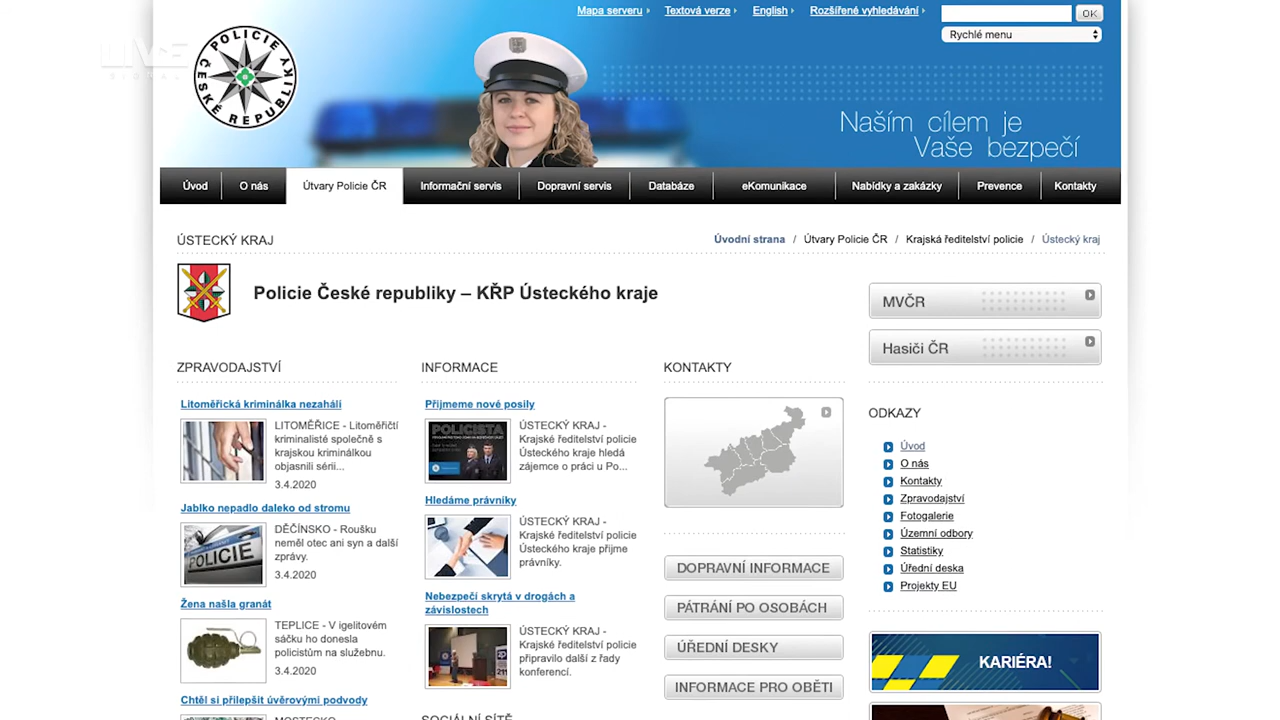 Mapa serveru
Textová verze
English
Rozšířené vyhledávání
OK
Rychlé menu
LIVE
SIGNAL
POLICIE
ČESKÉ REPUBLIKY
Naším cílem je
Vaše bezpečí
Úvod
O nás
Útvary Policie ČR
Informační servis
Dopravní servis
Databáze
eKomunikace
Nabídky a zakázky
Prevence
Kontakty
ÚSTECKÝ KRAJ
Úvodní strana / Útvary Policie ČR / Krajská ředitelství policie / Ústecký kraj
Policie České republiky – KŘP Ústeckého kraje
MVČR
Hasiči ČR
ZPRAVODAJSTVÍ
Litoměřická kriminálka nezahálí
LITOMĚŘICE - Litoměříčtí
kriminalisté společně s
krajskou kriminálkou
objasnili sérii...
3.4.2020
Jablko nepadlo daleko od stromu
POLICIE
DĚČÍNSKO - Roušku
neměl otec ani syn a další
zprávy.
3.4.2020
Žena našla granát
TEPLICE - V igelitovém
sáčku ho donesla
policistům na služebnu.
3.4.2020
Chtěl si přilepšit úvěrovými podvody
MOSTECKO
INFORMACE
Přijmeme nové posily
POLICISTA
ÚSTECKÝ KRAJ -
Krajské ředitelství policie
Ústeckého kraje hledá
zájemce o práci u Po...
Hledáme právníky
ÚSTECKÝ KRAJ -
Krajské ředitelství policie
Ústeckého kraje přijme
právníky.
Nebezpečí skrytá v drogách a
závislostech
ÚSTECKÝ KRAJ -
Krajské ředitelství policie
připravilo další z řady
konferencí.
SOCIÁLNÍ SÍTĚ
KONTAKTY
DOPRAVNÍ INFORMACE
PÁTRÁNÍ PO OSOBÁCH
ÚŘEDNÍ DESKY
INFORMACE PRO OBĚTI
ODKAZY
Úvod
O nás
Kontakty
Zpravodajství
Fotogalerie
Územní odbory
Statistiky
Úřední deska
Projekty EU
KARIÉRA!